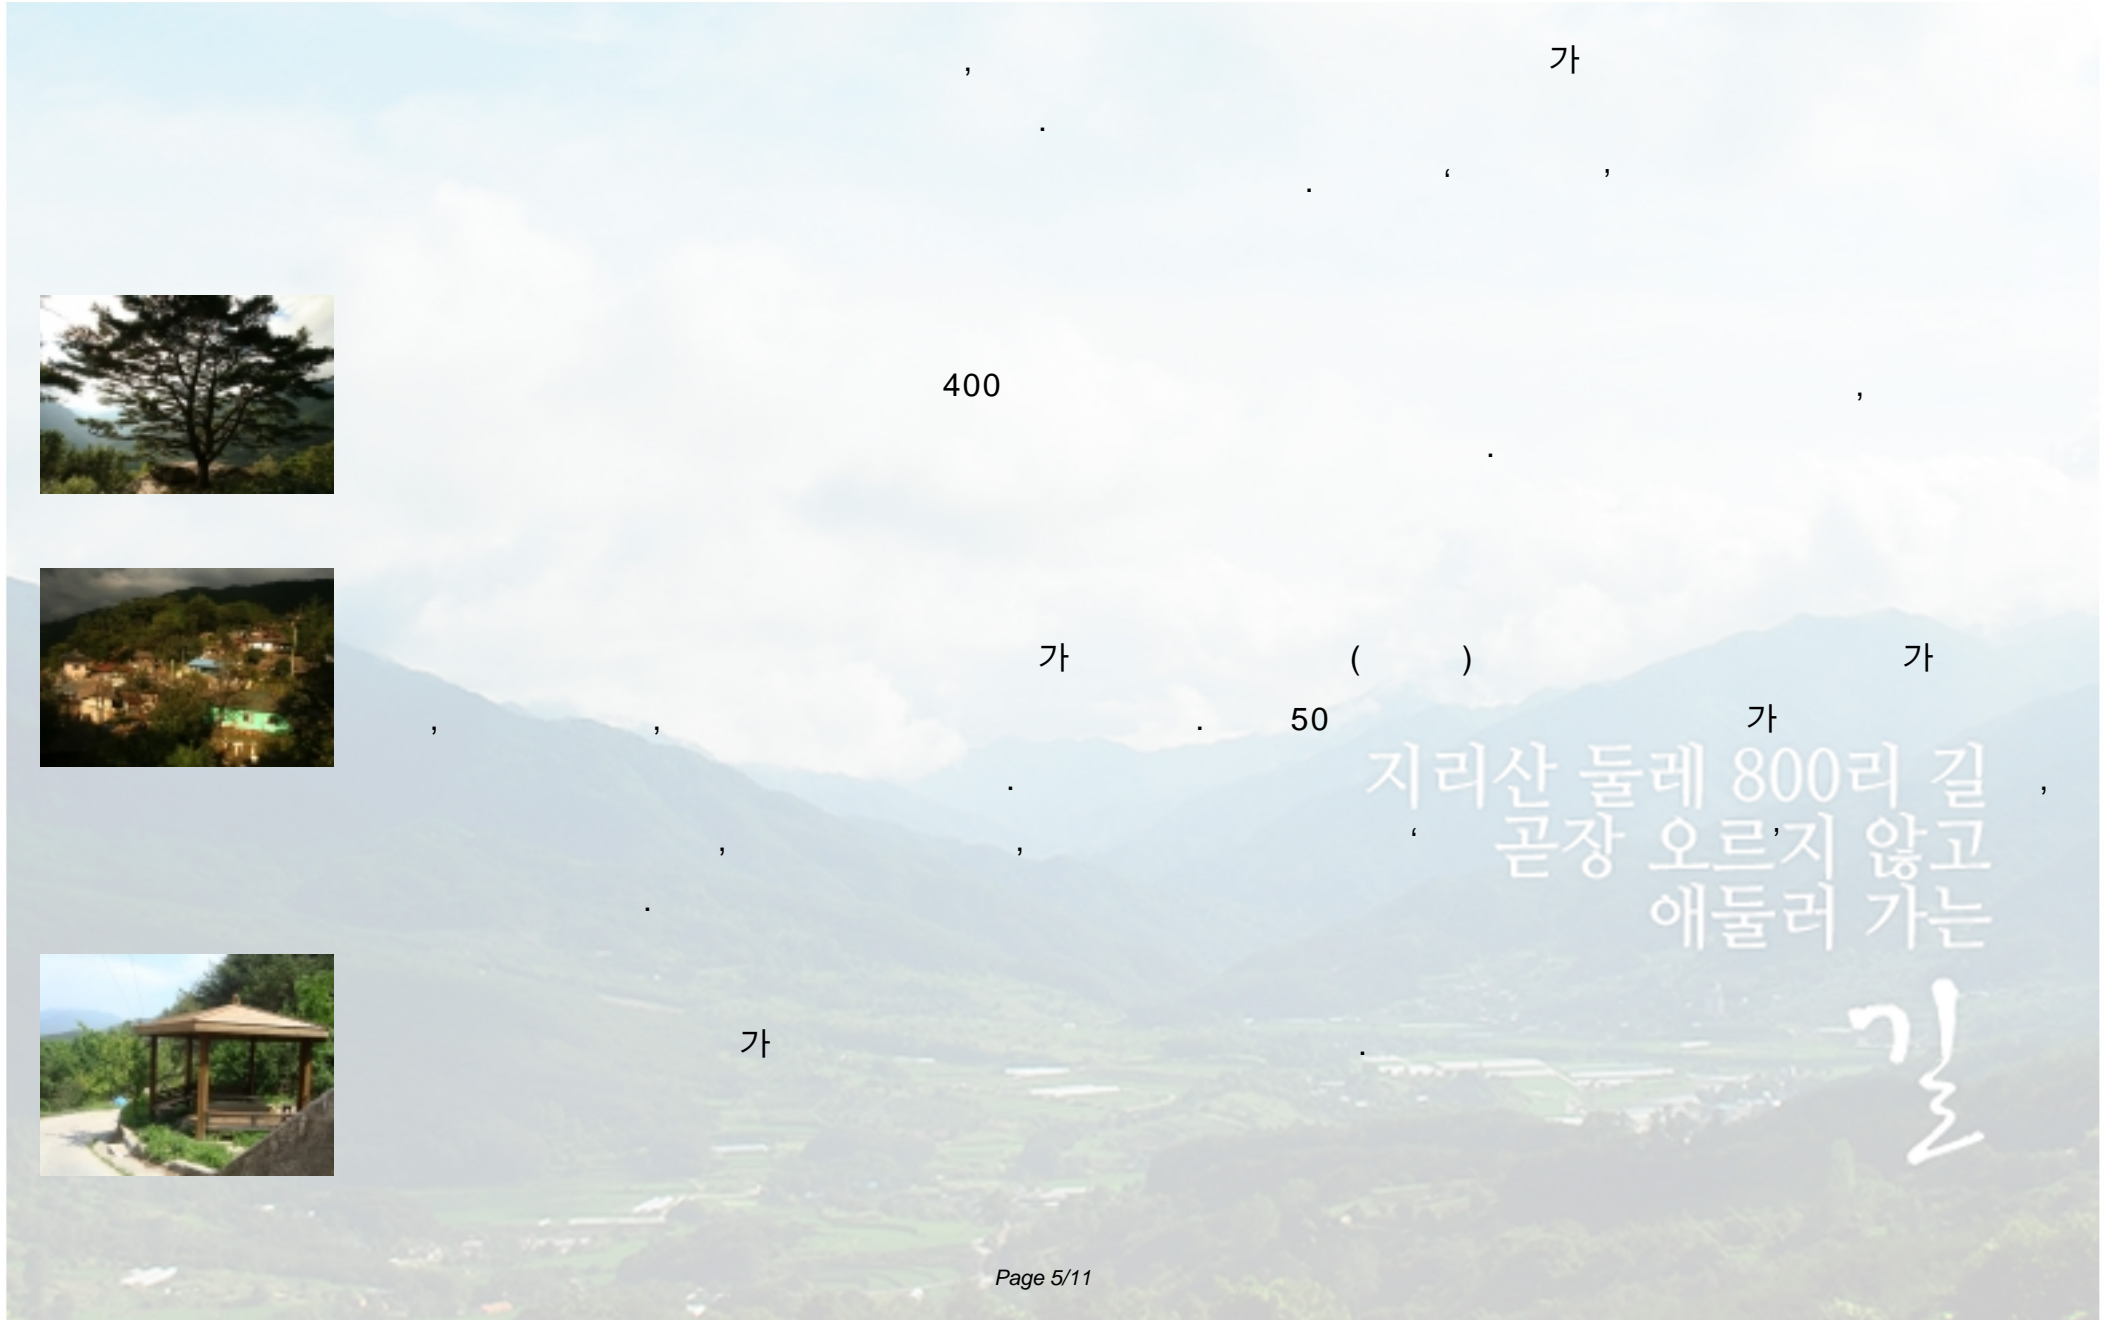 , 가
.
. ‘ ’
400 ,
.
가 ( ) 가
, , . 50 가
. ,
, , ‘ ’
.
가 .
지리산 둘레 800리 길
곧장 오르지 않고
애둘러 가는
길
Page 5/11